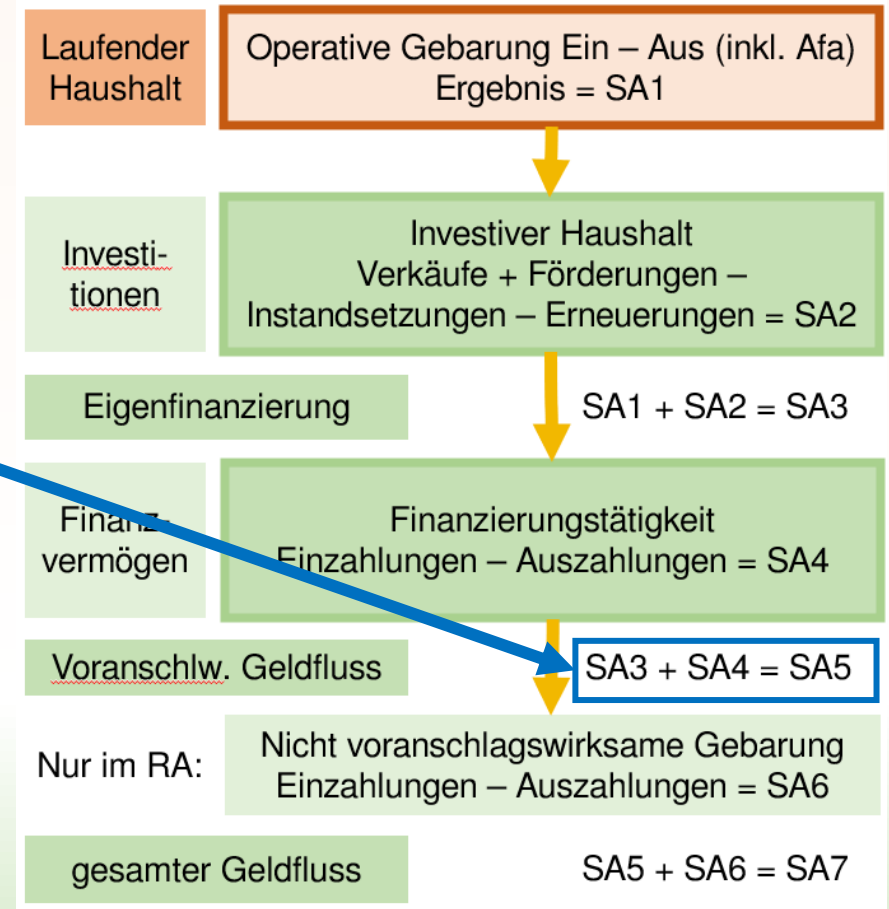 Laufender
Haushalt
Operative Gebarung Ein – Aus (inkl. Afa)
Ergebnis = SA1
Investi-
tionen
Investiver Haushalt
Verkäufe + Förderungen –
Instandsetzungen – Erneuerungen = SA2
Eigenfinanzierung
SA1 + SA2 = SA3
Finanz-
vermögen
Finanzierungstätigkeit
Einzahlungen – Auszahlungen = SA4
Voranschlw. Geldfluss
SA3 + SA4 = SA5
Nur im RA:
Nicht voranschlagswirksame Gebarung
Einzahlungen – Auszahlungen = SA6
gesamter Geldfluss
SA5 + SA6 = SA7